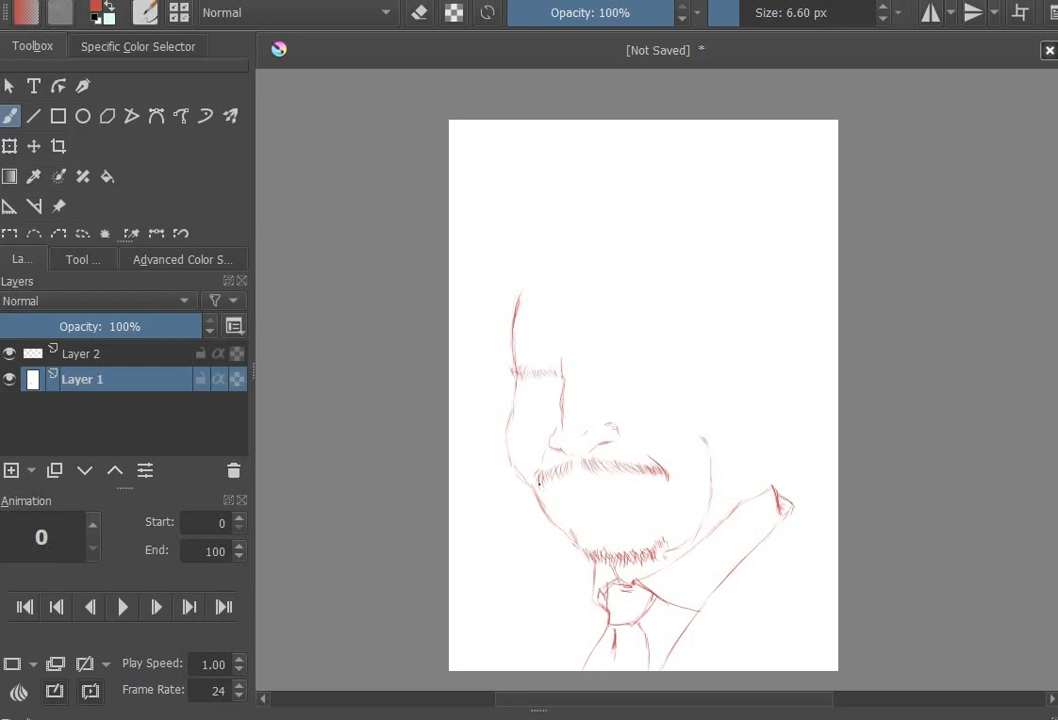 Normal
Opacity: 100%
Size: 6.60 px
Toolbox
Specific Color Selector
[Not Saved] *
La...
Tool ...
Advanced Color S...
Layers
Normal
Opacity: 100%
Layer 2
Layer 1
Animation
0
Start: 0
End: 100
Play Speed: 1.00
Frame Rate: 24